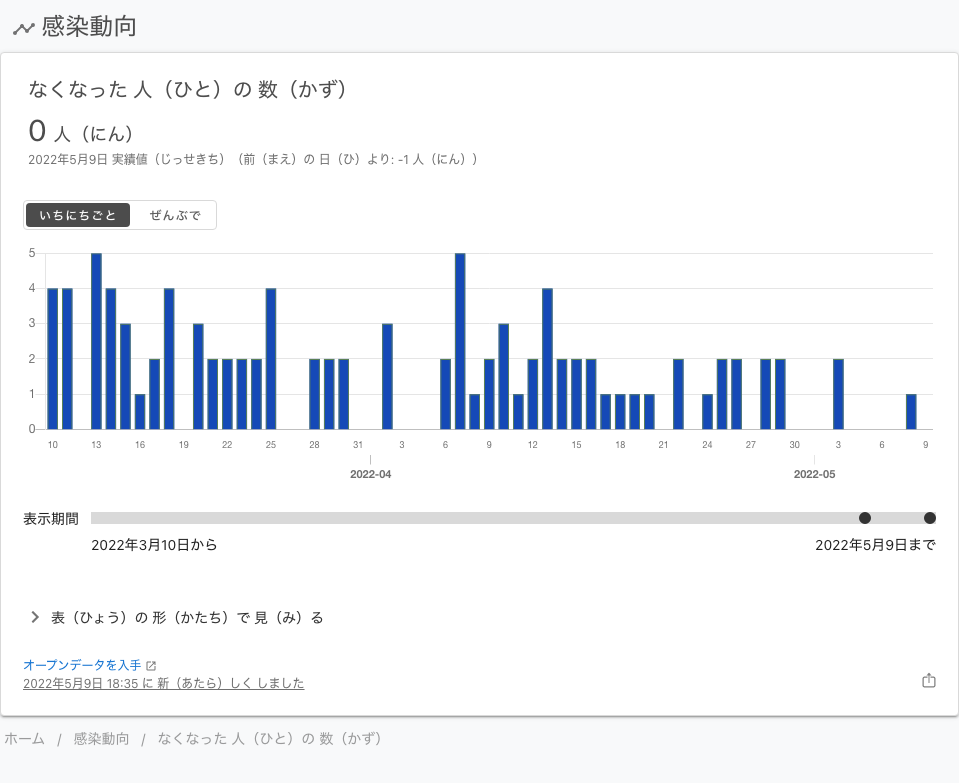 感染動向
なくなった 人（ひと）の 数（かず）
0 人（にん）
2022年5月9日 実績値（じっせきち）（前（まえ）の 日（ひ）より: -1 人（にん））
いちにちごと ぜんぶで
5
4
3
2
1
0
10 13 16 19 22 25 28 31 3 6 9 12 15 18 21 24 27 30 3 6 9
2022-04 2022-05
表示期間
2022年3月10日から 2022年5月9日まで
表（ひょう）の 形（かたち）で 見（み）る
オープンデータを入手
2022年5月9日 18:35 に 新（あたら）しく しました
ホーム / 感染動向 / なくなった 人（ひと）の 数（かず）